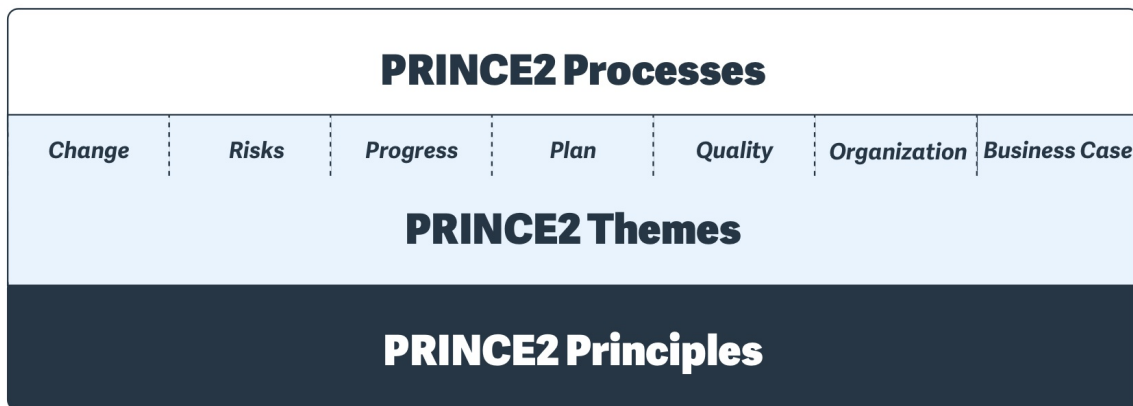 PRINCE2 Processes
Change Risks Progress Plan Quality Organization Business Case
PRINCE2 Themes
PRINCE2 Principles